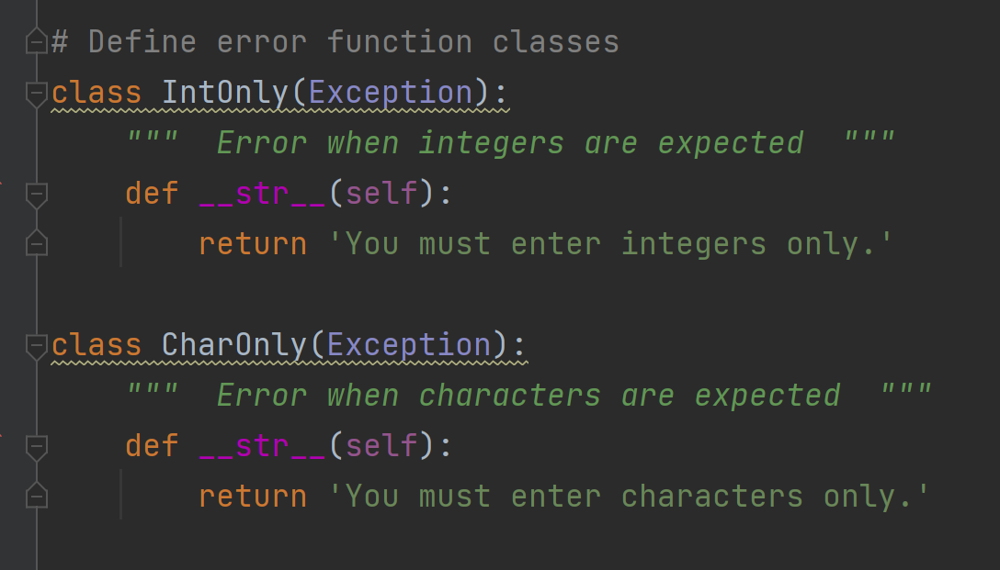 # Define error function classes
class IntOnly(Exception):
    """  Error when integers are expected  """
    def __str__(self):
        return 'You must enter integers only.'

class CharOnly(Exception):
    """  Error when characters are expected  """
    def __str__(self):
        return 'You must enter characters only.'